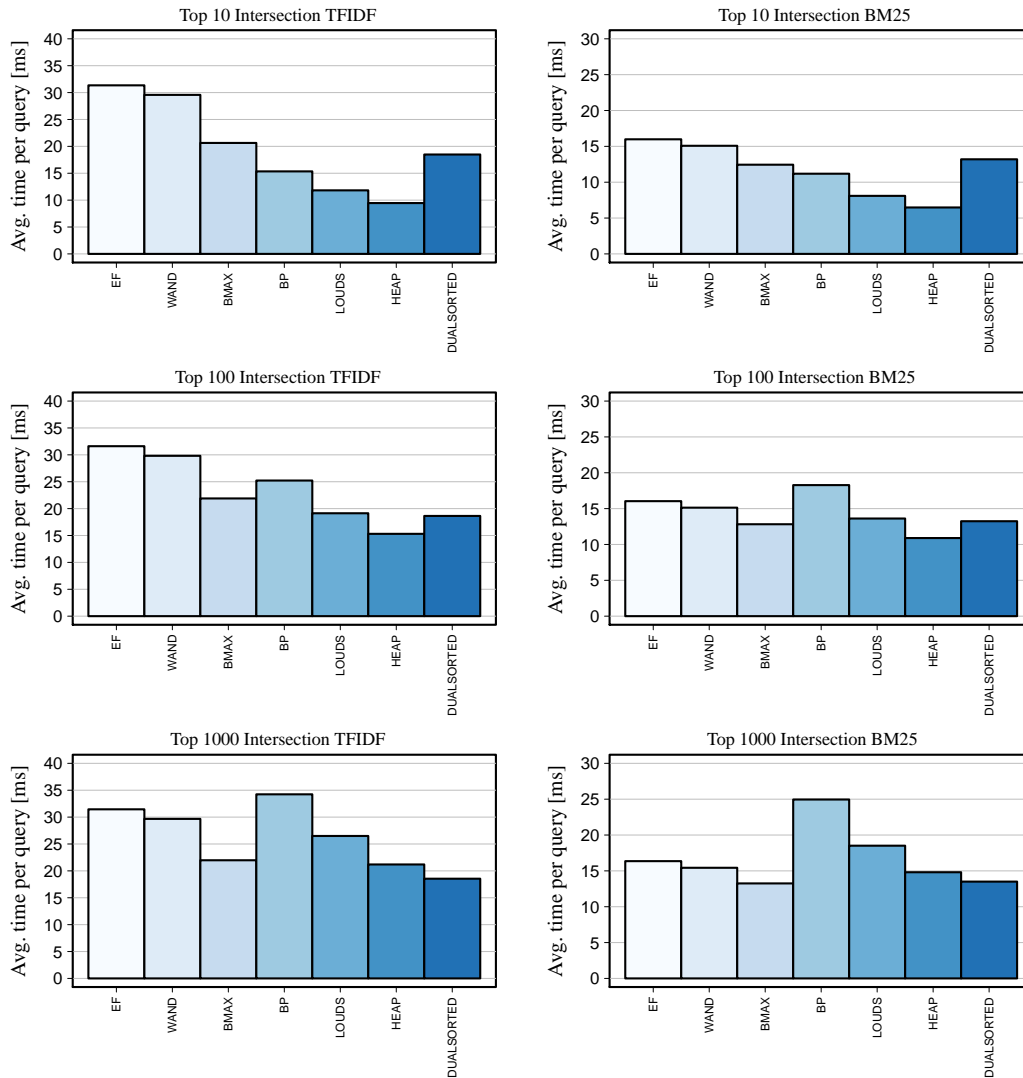 Top 10 Intersection TFIDF
Avg. time per query [ms]
40
35
30
25
20
15
10
5
0
EF
WAND
BMAX
BP
LOUDS
HEAP
DUALSORTED
Top 10 Intersection BM25
Avg. time per query [ms]
30
25
20
15
10
5
0
EF
WAND
BMAX
BP
LOUDS
HEAP
DUALSORTED
Top 100 Intersection TFIDF
Avg. time per query [ms]
40
35
30
25
20
15
10
5
0
EF
WAND
BMAX
BP
LOUDS
HEAP
DUALSORTED
Top 100 Intersection BM25
Avg. time per query [ms]
30
25
20
15
10
5
0
EF
WAND
BMAX
BP
LOUDS
HEAP
DUALSORTED
Top 1000 Intersection TFIDF
Avg. time per query [ms]
40
35
30
25
20
15
10
5
0
EF
WAND
BMAX
BP
LOUDS
HEAP
DUALSORTED
Top 1000 Intersection BM25
Avg. time per query [ms]
30
25
20
15
10
5
0
EF
WAND
BMAX
BP
LOUDS
HEAP
DUALSORTED